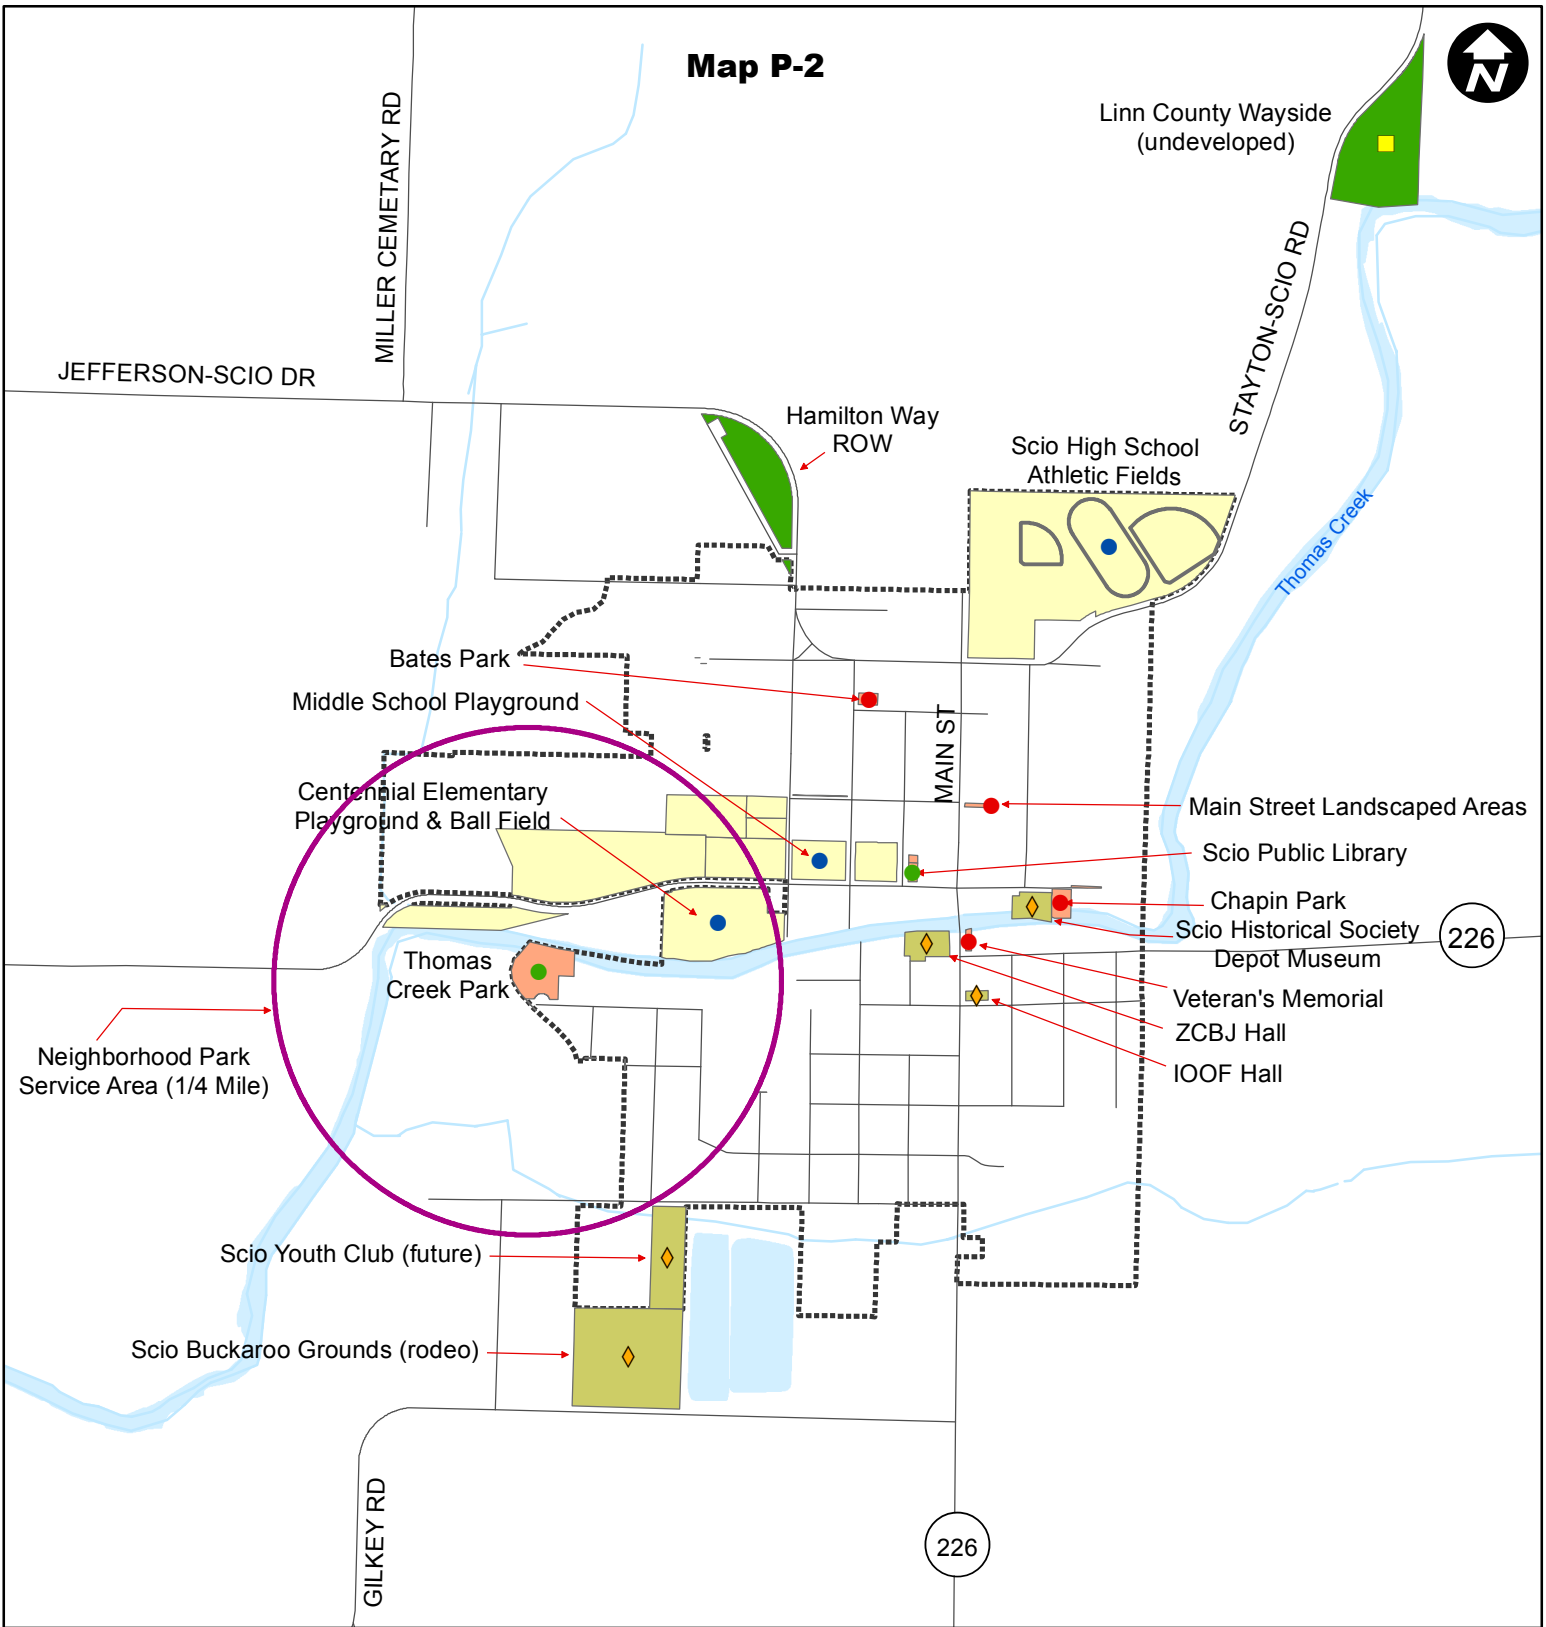 Map P-2
N
Linn County Wayside
(undeveloped)
MILLER CEMETARY RD
STAYTON-SCIO RD
JEFFERSON-SCIO DR
Hamilton Way
ROW
Scio High School
Athletic Fields
Thomas Creek
Bates Park
Middle School Playground
MAIN ST
Centennial Elementary
Playground & Ball Field
Main Street Landscaped Areas
Scio Public Library
Chapin Park
Scio Historical Society
Depot Museum
226
Thomas
Creek Park
Veteran's Memorial
ZCBJ Hall
IOOF Hall
Neighborhood Park
Service Area (1/4 Mile)
Scio Youth Club (future)
Scio Buckaroo Grounds (rodeo)
GILKEY RD
226